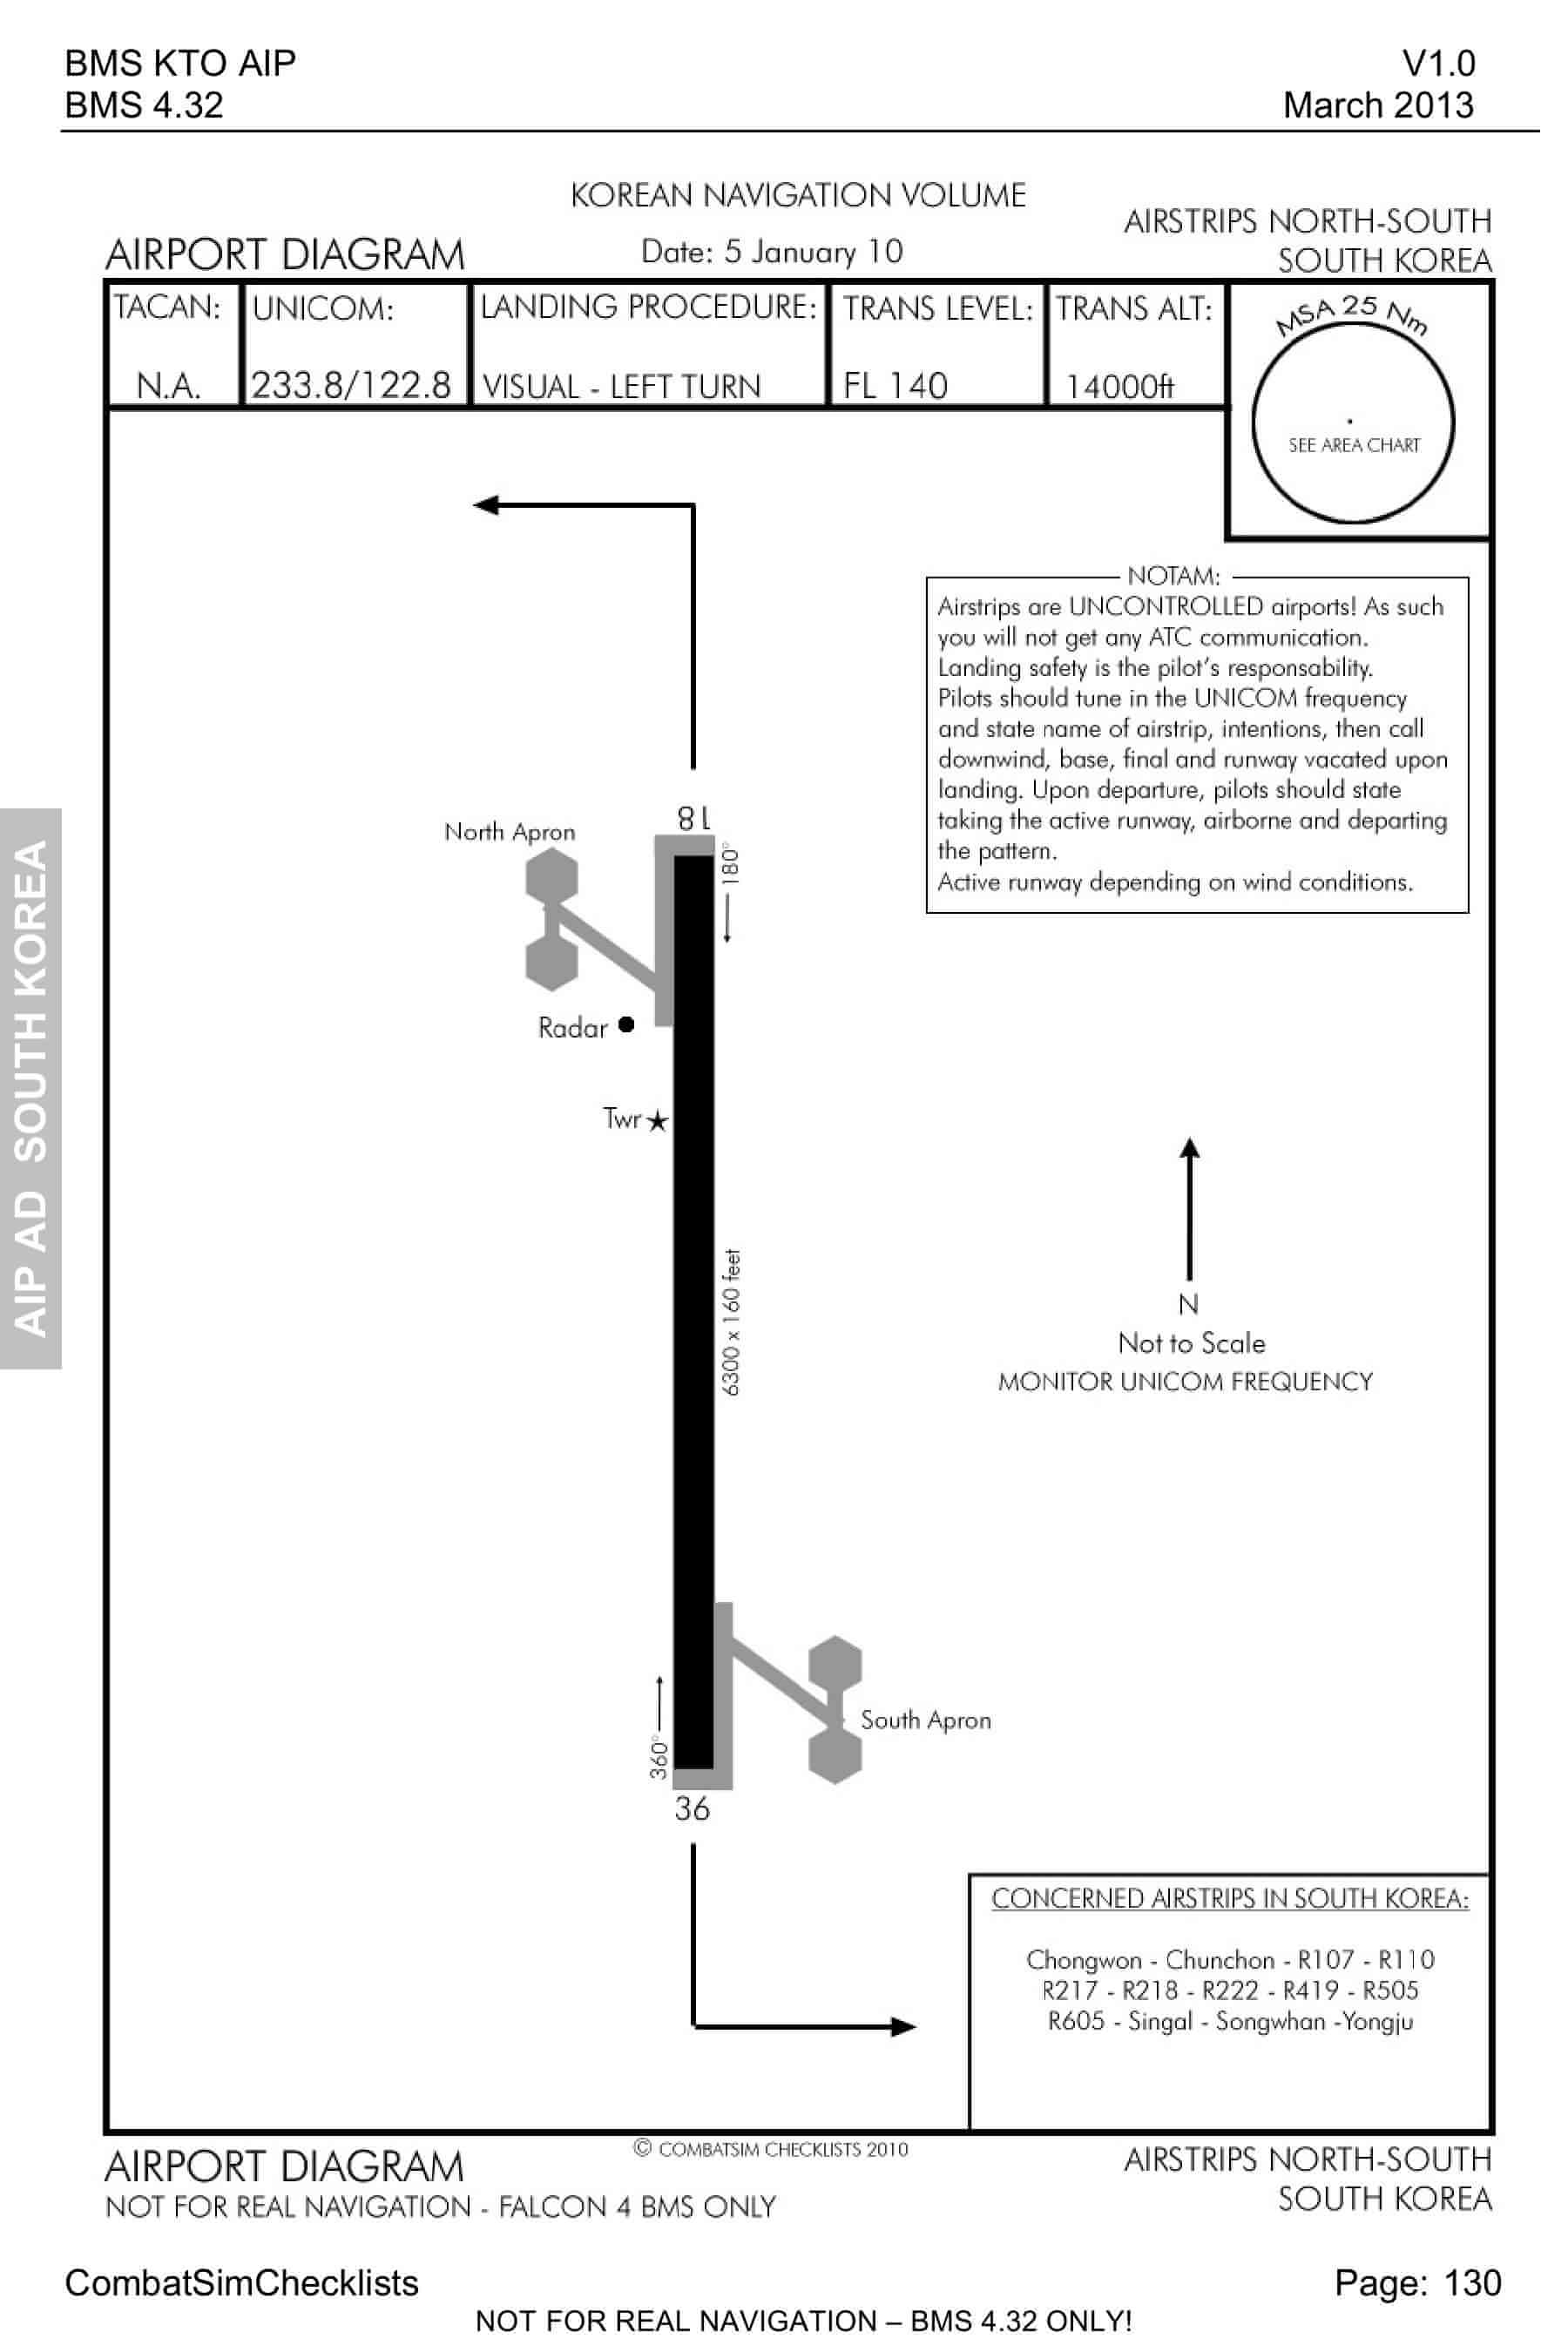 BMS KTO AIP
V1.0
BMS 4.32
March 2013
KOREAN NAVIGATION VOLUME
AIRSTRIPS NORTH-SOUTH
AIRPORT DIAGRAM
Date: 5 January 10
SOUTH KOREA
TACAN:
UNICOM:
LANDING PROCEDURE:
TRANS LEVEL:
TRANS ALT:
MSA 25 Nm
N.A.
233.8/122.8
VISUAL - LEFT TURN
FL 140
14000ft
SEE AREA CHART
NOTAM:
Airstrips are UNCONTROLLED airports! As such
you will not get any ATC communication.
Landing safety is the pilot's responsability.
Pilots should tune in the UNICOM frequency
and state name of airstrip, intentions, then call
downwind, base, final and runway vacated upon
landing. Upon departure, pilots should state
taking the active runway, airborne and departing
the pattern.
Active runway depending on wind conditions.
18
North Apron
180°
Radar
Twr
6300 x 160 feet
N
Not to Scale
MONITOR UNICOM FREQUENCY
AIP AD SOUTH KOREA
South Apron
360°
36
CONCERNED AIRSTRIPS IN SOUTH KOREA:
Chongwon - Chunchon - R107 - R110
R217 - R218 - R222 - R419 - R505
R605 - Singal - Songwhan -Yongju
© COMBATSIM CHECKLISTS 2010
AIRPORT DIAGRAM
AIRSTRIPS NORTH-SOUTH
NOT FOR REAL NAVIGATION - FALCON 4 BMS ONLY
SOUTH KOREA
CombatSimChecklists
Page: 130
NOT FOR REAL NAVIGATION – BMS 4.32 ONLY!